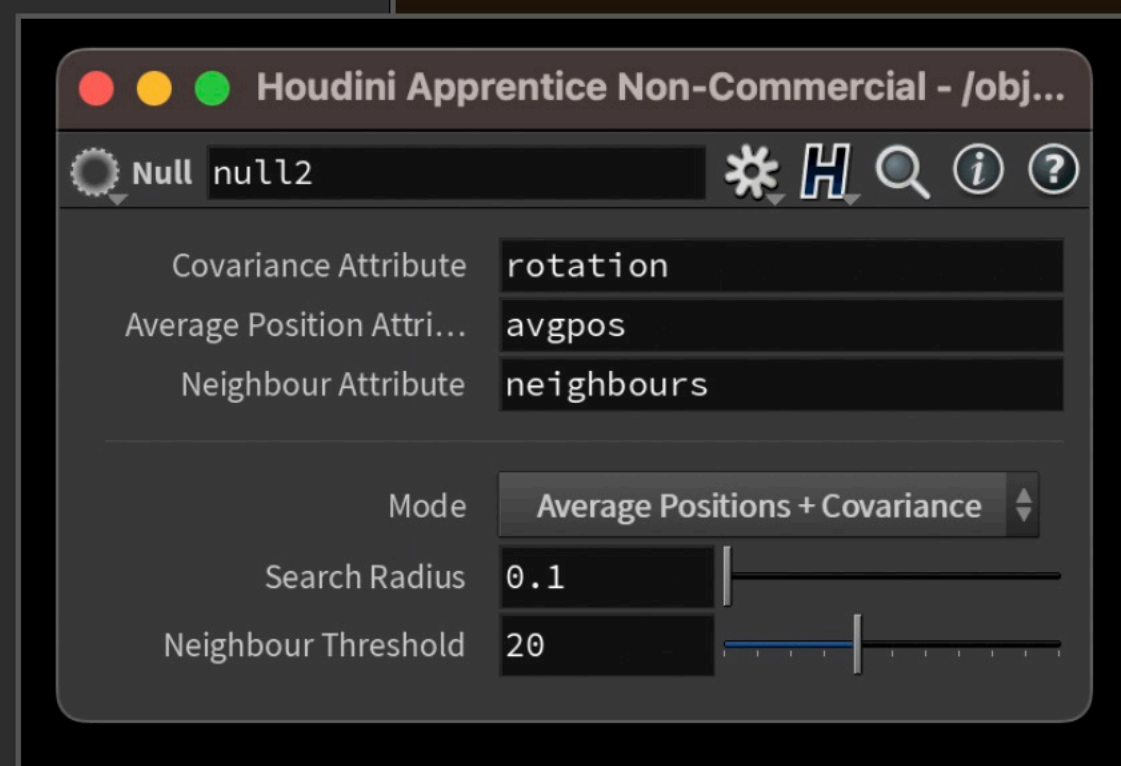 Houdini Apprentice Non-Commercial - /obj...
Null null2
Covariance Attribute rotation
Average Position Attri... avgpos
Neighbour Attribute neighbours
Mode Average Positions + Covariance
Search Radius 0.1
Neighbour Threshold 20